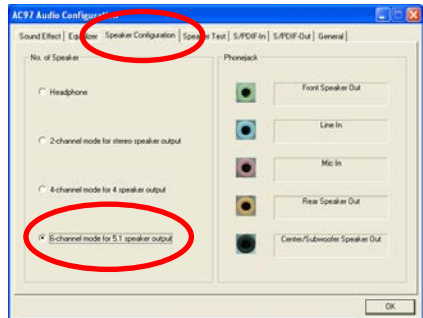 AC97 Audio Configuration
Sound Effect | Equalizer | Speaker Configuration | Speaker Test | S/PDIF-In | S/PDIF-Out | General
No. of Speaker
Headphone
2-channel mode for stereo speaker output
4-channel mode for 4 speaker output
6-channel mode for 5.1 speaker output
Phonejack
Front Speaker Out
Line In
Mic In
Rear Speaker Out
Center/Subwoofer Speaker Out
OK